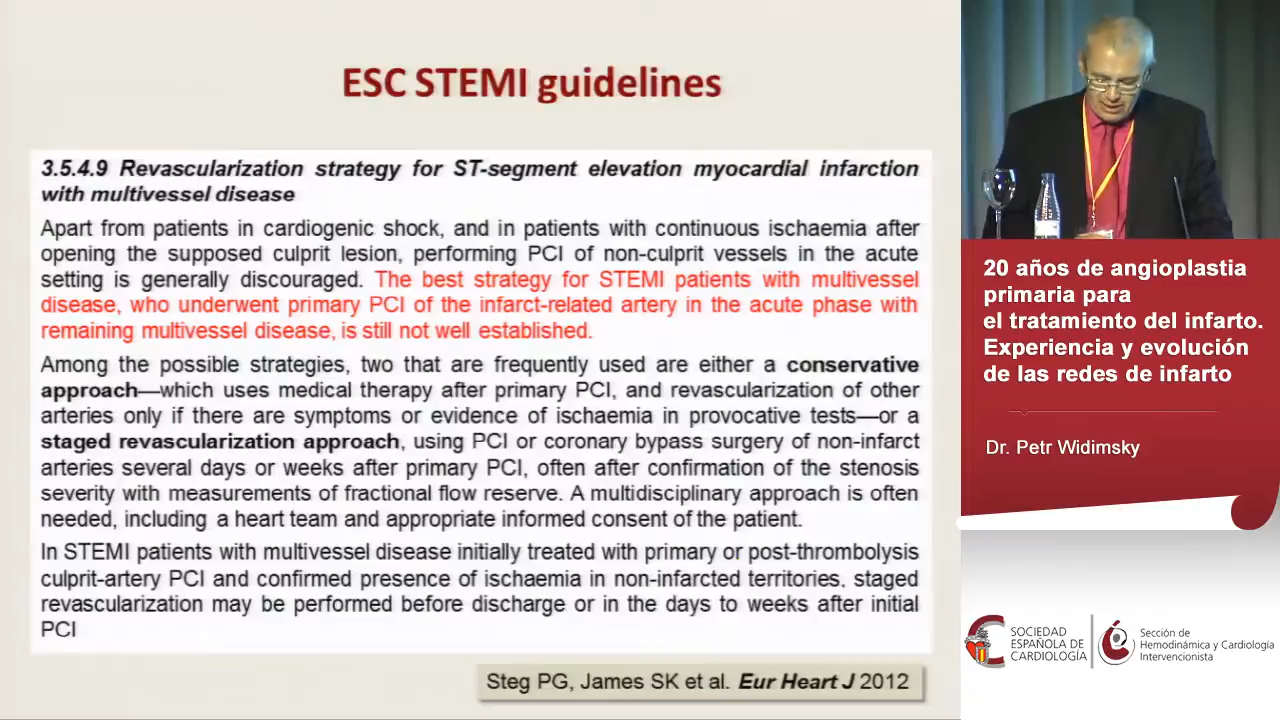 ESC STEMI guidelines
3.5.4.9 Revascularization strategy for ST-segment elevation myocardial infarction
with multivessel disease
Apart from patients in cardiogenic shock, and in patients with continuous ischaemia after
opening the supposed culprit lesion, performing PCI of non-culprit vessels in the acute
setting is generally discouraged. The best strategy for STEMI patients with multivessel
disease, who underwent primary PCI of the infarct-related artery in the acute phase with
remaining multivessel disease, is still not well established.
Among the possible strategies, two that are frequently used are either a conservative
approach—which uses medical therapy after primary PCI, and revascularization of other
arteries only if there are symptoms or evidence of ischaemia in provocative tests—or a
staged revascularization approach, using PCI or coronary bypass surgery of non-infarct
arteries several days or weeks after primary PCI, often after confirmation of the stenosis
severity with measurements of fractional flow reserve. A multidisciplinary approach is often
needed, including a heart team and appropriate informed consent of the patient.
In STEMI patients with multivessel disease initially treated with primary or post-thrombolysis
culprit-artery PCI and confirmed presence of ischaemia in non-infarcted territories, staged
revascularization may be performed before discharge or in the days to weeks after initial
PCI
Steg PG, James SK et al. Eur Heart J 2012
20 años de angioplastia
primaria para
el tratamiento del infarto.
Experiencia y evolución
de las redes de infarto
Dr. Petr Widimsky
SOCIEDAD
ESPAÑOLA DE
CARDIOLOGÍA
Sección de
Hemodinámica y Cardiología
Intervencionista